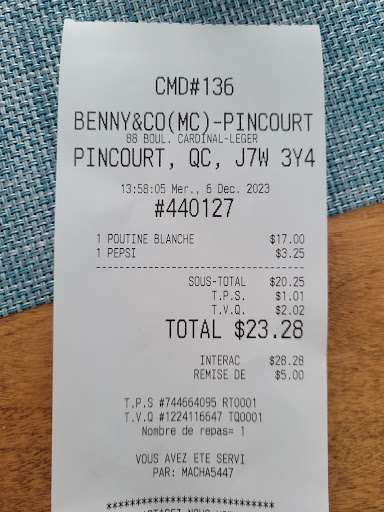 CMD#136
BENNY&CO(MC)-PINCOURT
88 BOUL. CARDINAL-LEGER
PINCOURT, QC, J7W 3Y4
13:58:05 Mer., 6 Dec. 2023
#440127
1 POUTINE BLANCHE $17.00
1 PEPSI $3.25
SOUS-TOTAL $20.25
T.P.S. $1.01
T.V.Q. $2.02
TOTAL $23.28
INTERAC $28.28
REMISE DE $5.00
T.P.S #744664095 RT0001
T.V.Q #1224116647 TQ0001
Nombre de repas= 1
VOUS AVEZ ETE SERVI
PAR: MACHA5447